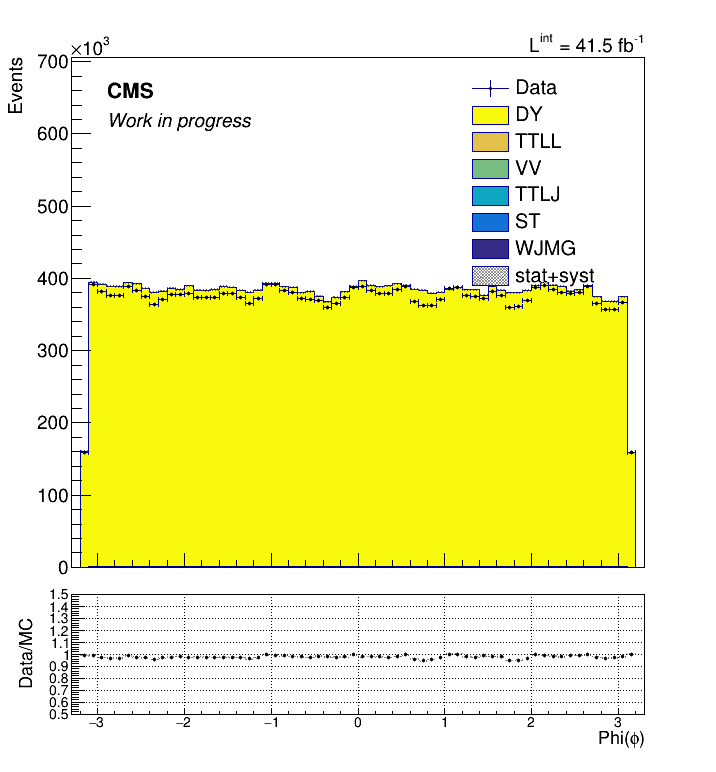 L^int = 41.5 fb^-1
×10^3
Events
700
600
500
400
300
200
100
0
CMS
Work in progress
Data
DY
TTLL
VV
TTLJ
ST
WJMG
stat+syst
Data/MC
1.5
1.4
1.3
1.2
1.1
1
0.9
0.8
0.7
0.6
0.5
−3 −2 −1 0 1 2 3
Phi(ϕ)